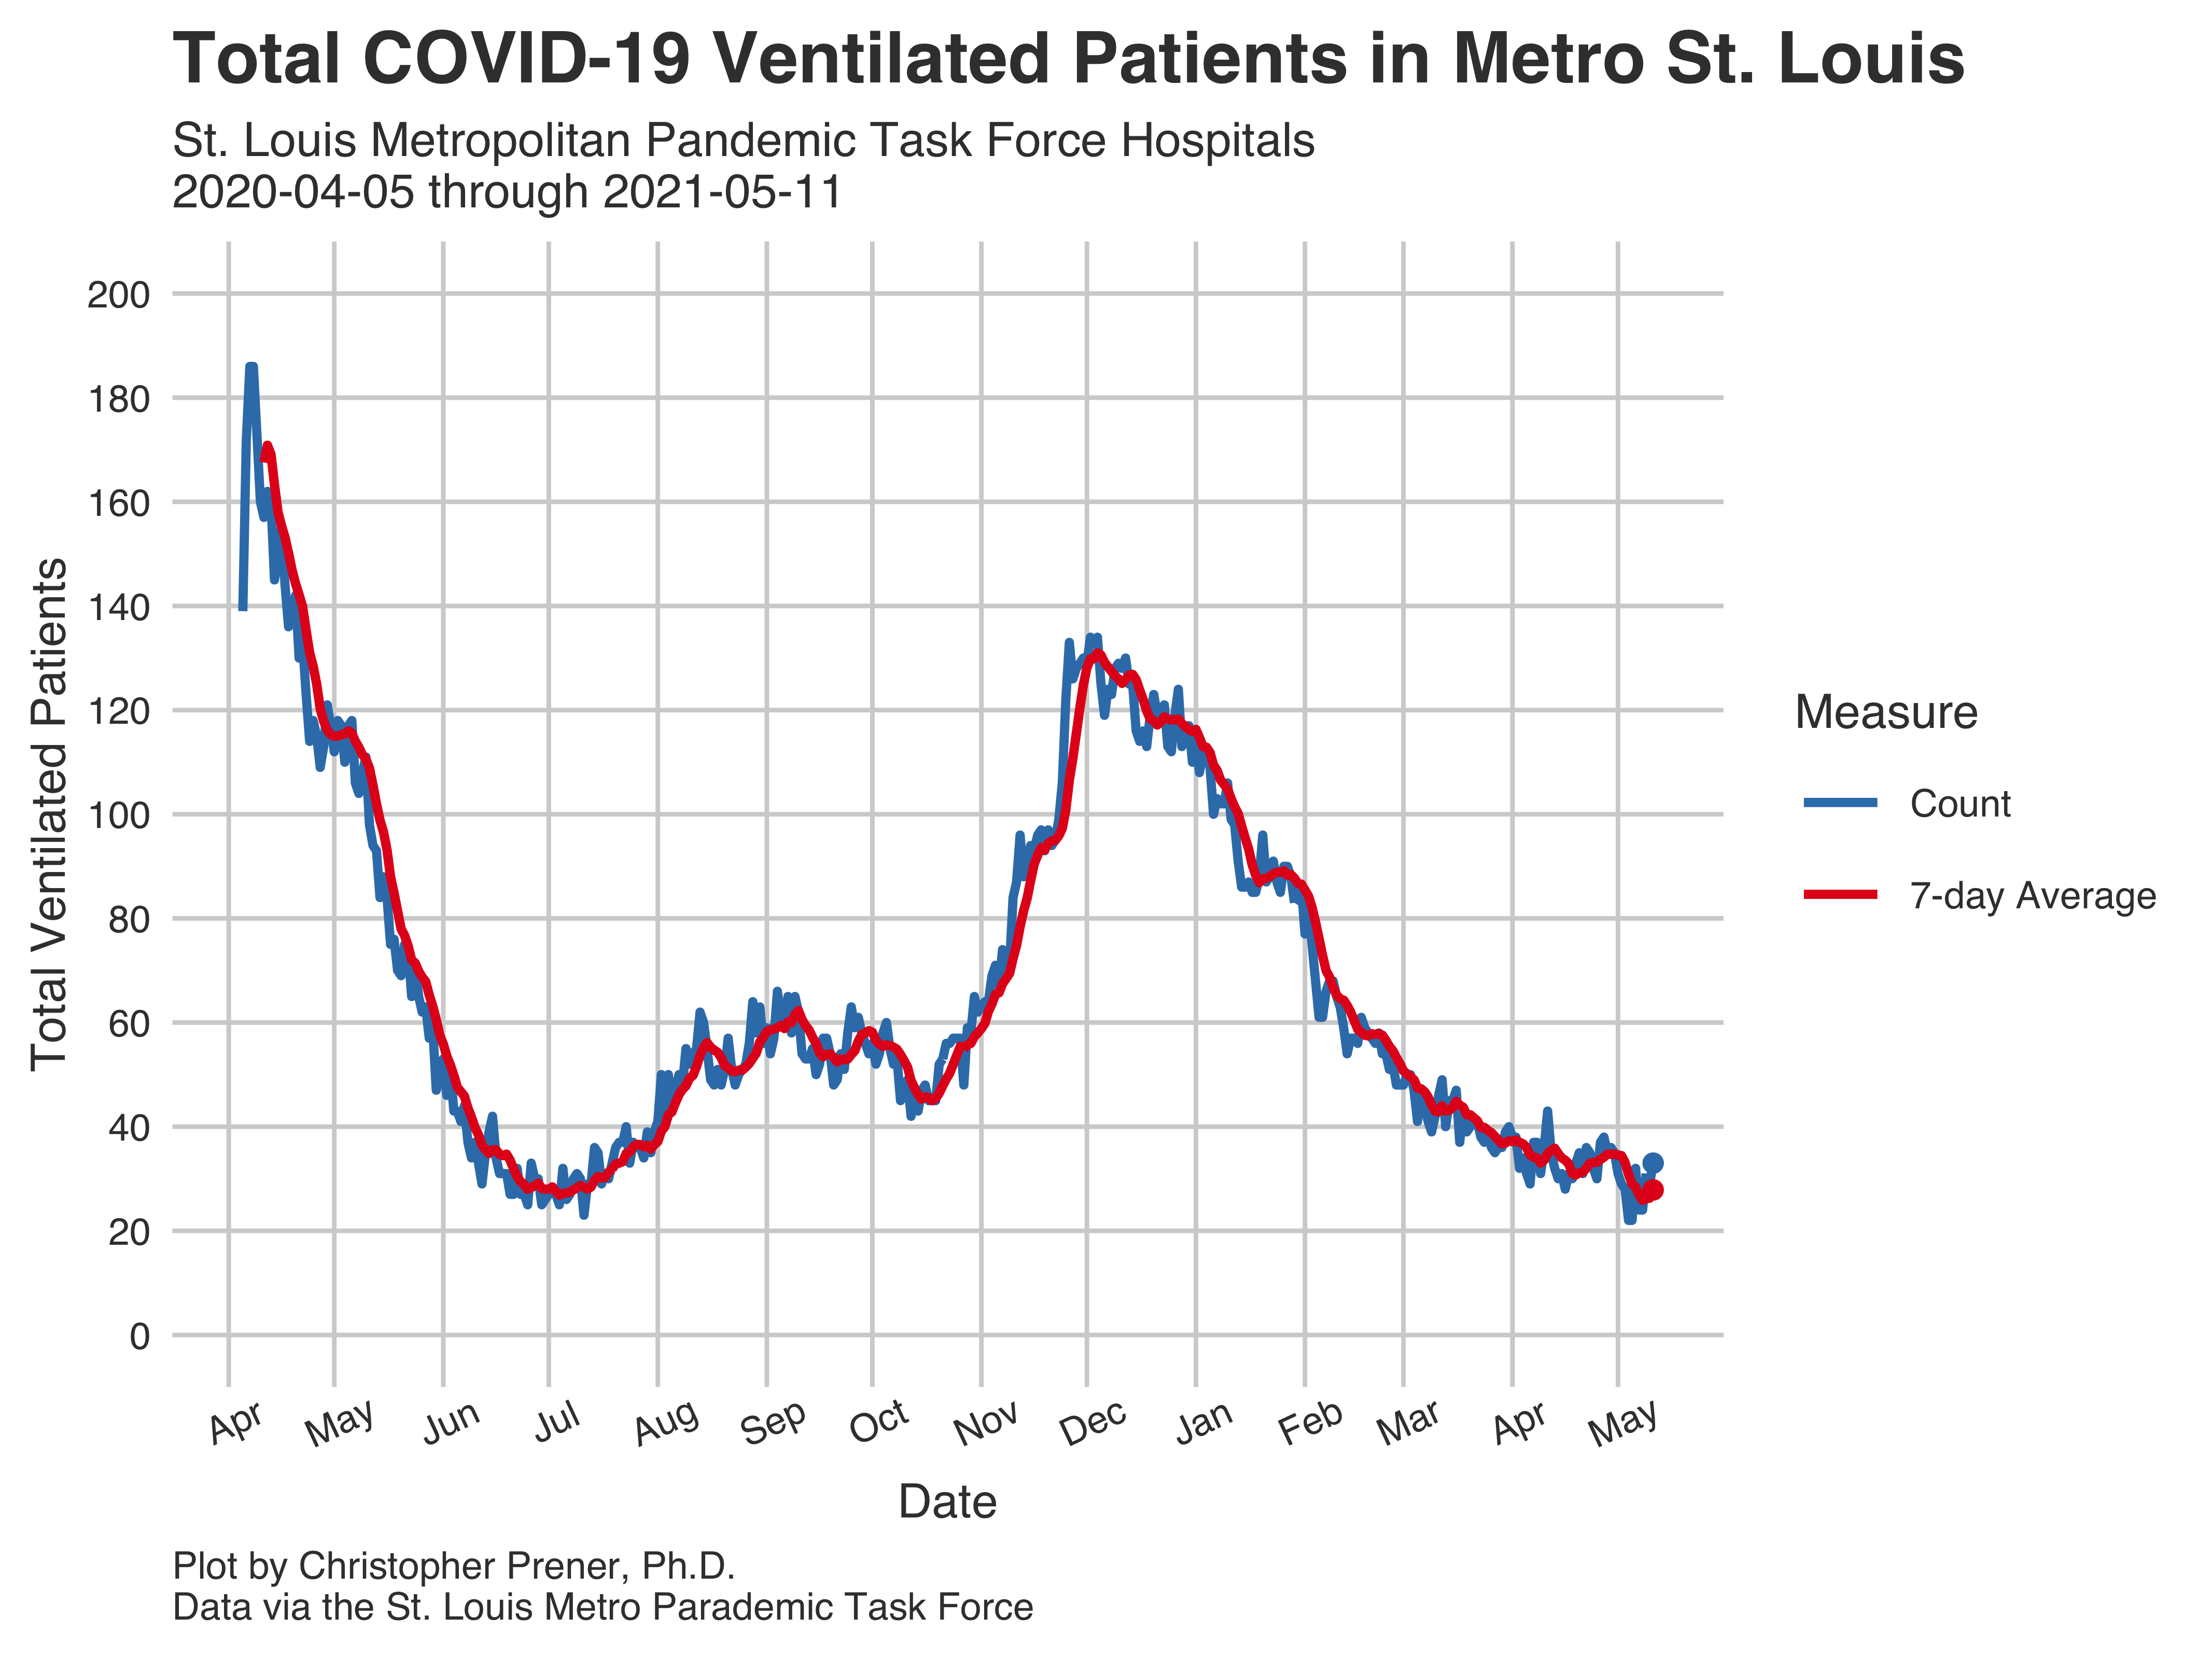 Total COVID-19 Ventilated Patients in Metro St. Louis
St. Louis Metropolitan Pandemic Task Force Hospitals
2020-04-05 through 2021-05-11
Total Ventilated Patients
200
180
160
140
120
100
80
60
40
20
0
Apr May Jun Jul Aug Sep Oct Nov Dec Jan Feb Mar Apr May
Date
Measure
Count
7-day Average
Plot by Christopher Prener, Ph.D.
Data via the St. Louis Metro Parademic Task Force